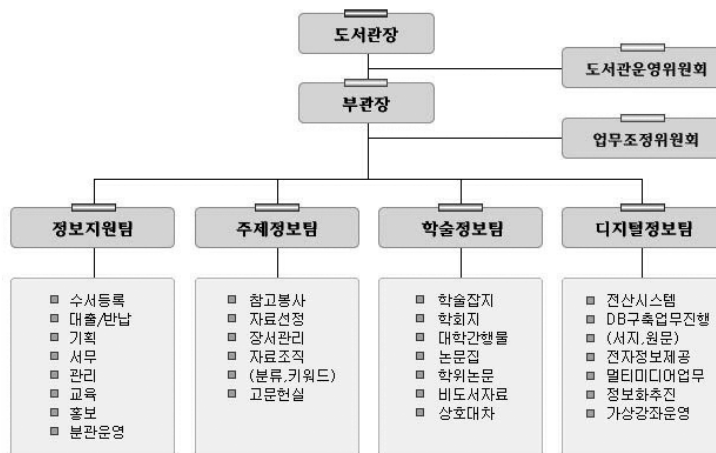 도서관장
도서관운영위원회
부관장
업무조정위원회
정보지원팀
수서등록
대출/반납
기획
서무
관리
교육
홍보
분관운영
주제정보팀
참고봉사
자료선정
장서관리
자료조직
(분류,키워드)
고문헌실
학술정보팀
학술잡지
학회지
대학간행물
논문집
학위논문
비도서자료
상호대차
디지털정보팀
전산시스템
DB구축업무진행
(서지,원문)
전자정보제공
멀티미디어업무
정보화추진
가상강좌운영